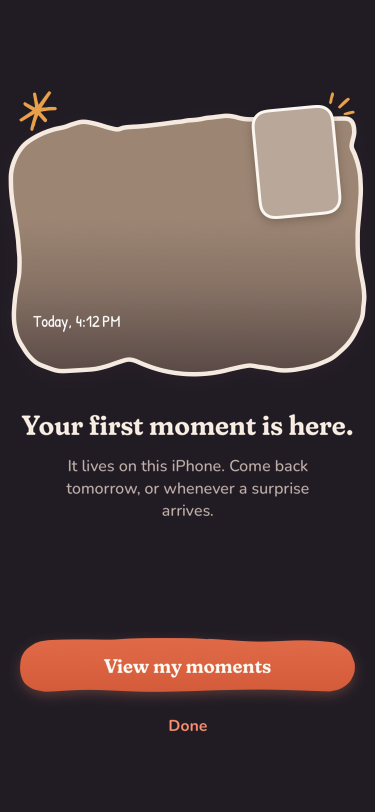 Today, 4:12 PM
Your first moment is here.
It lives on this iPhone. Come back
tomorrow, or whenever a surprise
arrives.
View my moments
Done